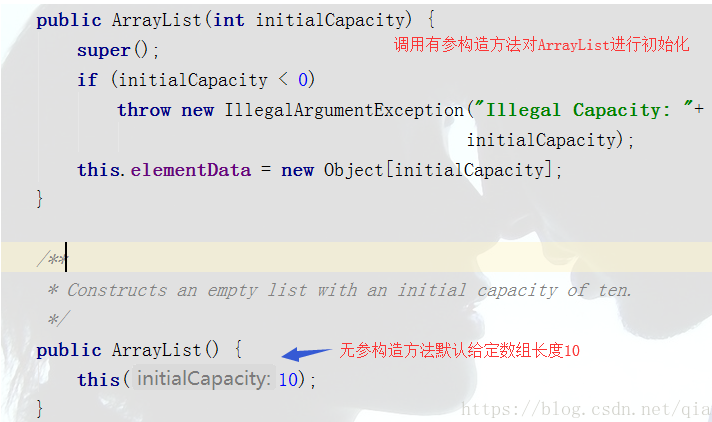 public ArrayList(int initialCapacity) {
super();
调用有参构造方法对ArrayList进行初始化
if (initialCapacity < 0)
throw new IllegalArgumentException("Illegal Capacity: "+
initialCapacity);
this.elementData = new Object[initialCapacity];
}
/**
* Constructs an empty list with an initial capacity of ten.
*/
public ArrayList() {
无参构造方法默认给定数组长度10
this( initialCapacity: 10);
}
https://blog.csdn.net/qia